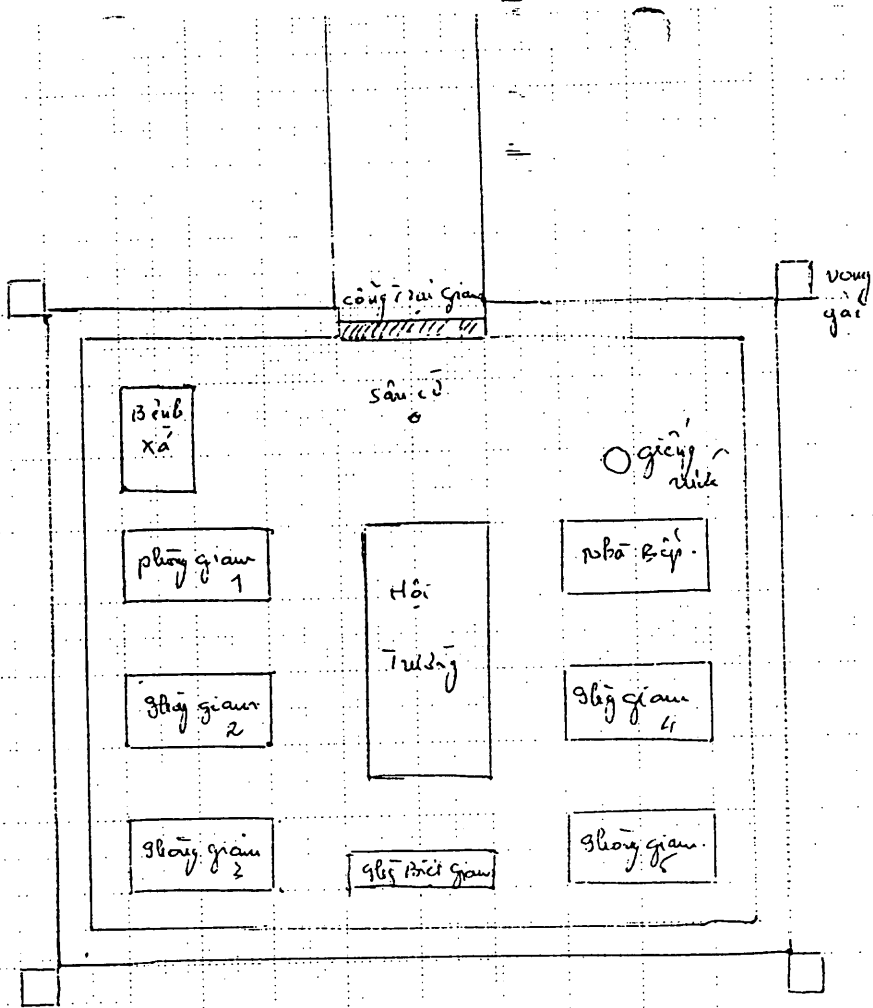 cổng Trại Giam
vọng
gác
sân cờ
Bệnh
xá
giếng
nước
phòng giam
1
Hội
Trường
nhà Bếp.
phòng giam
2
phòng giam
4
phòng giam
3
phòng Biệt Giam
phòng giam.
5